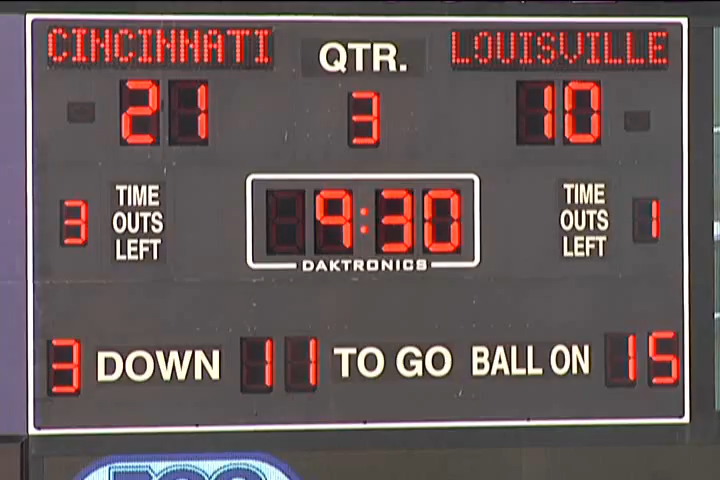 CINCINNATI QTR. LOUISVILLE
21 3 10
3 TIME OUTS LEFT 9:30 TIME OUTS LEFT 1
DAKTRONICS
3 DOWN 11 TO GO BALL ON 15